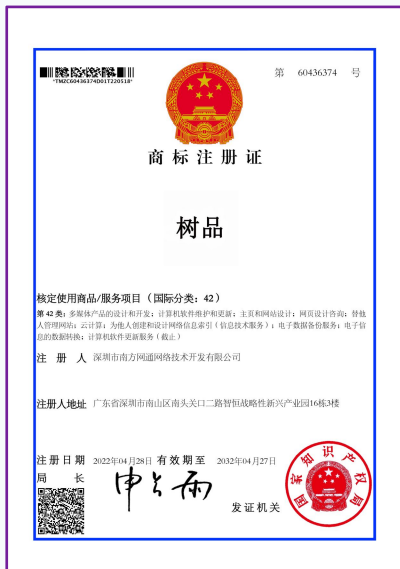 第 60436374 号
*TMZC60436374D01T220518*
商标注册证
树品
核定使用商品/服务项目（国际分类：42）
第42类：多媒体产品的设计和开发；计算机软件维护和更新；主页和网站设计；网页设计咨询；替他
人管理网站；云计算；为他人创建和设计网络信息索引（信息技术服务）；电子数据备份服务；电子信
息的数据转换；计算机软件更新服务（截止）
注册人 深圳市南方网通网络技术开发有限公司
注册人地址 广东省深圳市南山区南头关口二路智恒战略性新兴产业园16栋3楼
注册日期 2022年04月28日 有效期至 2032年04月27日
局长 申长雨
发证机关
国家知识产权局